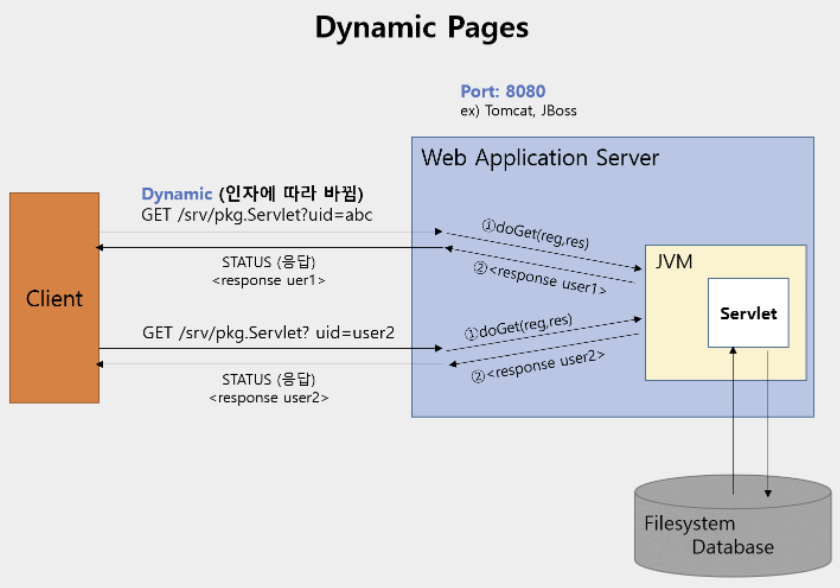 Dynamic Pages
Port: 8080
ex) Tomcat, JBoss
Web Application Server
Dynamic (인자에 따라 바뀜)
GET /srv/pkg.Servlet?uid=abc
①doGet(reg,res)
STATUS (응답)
<response uer1>
②<response user1>
JVM
Client
Servlet
GET /srv/pkg.Servlet? uid=user2
①doGet(reg,res)
STATUS (응답)
<response user2>
②<response user2>
Filesystem
Database